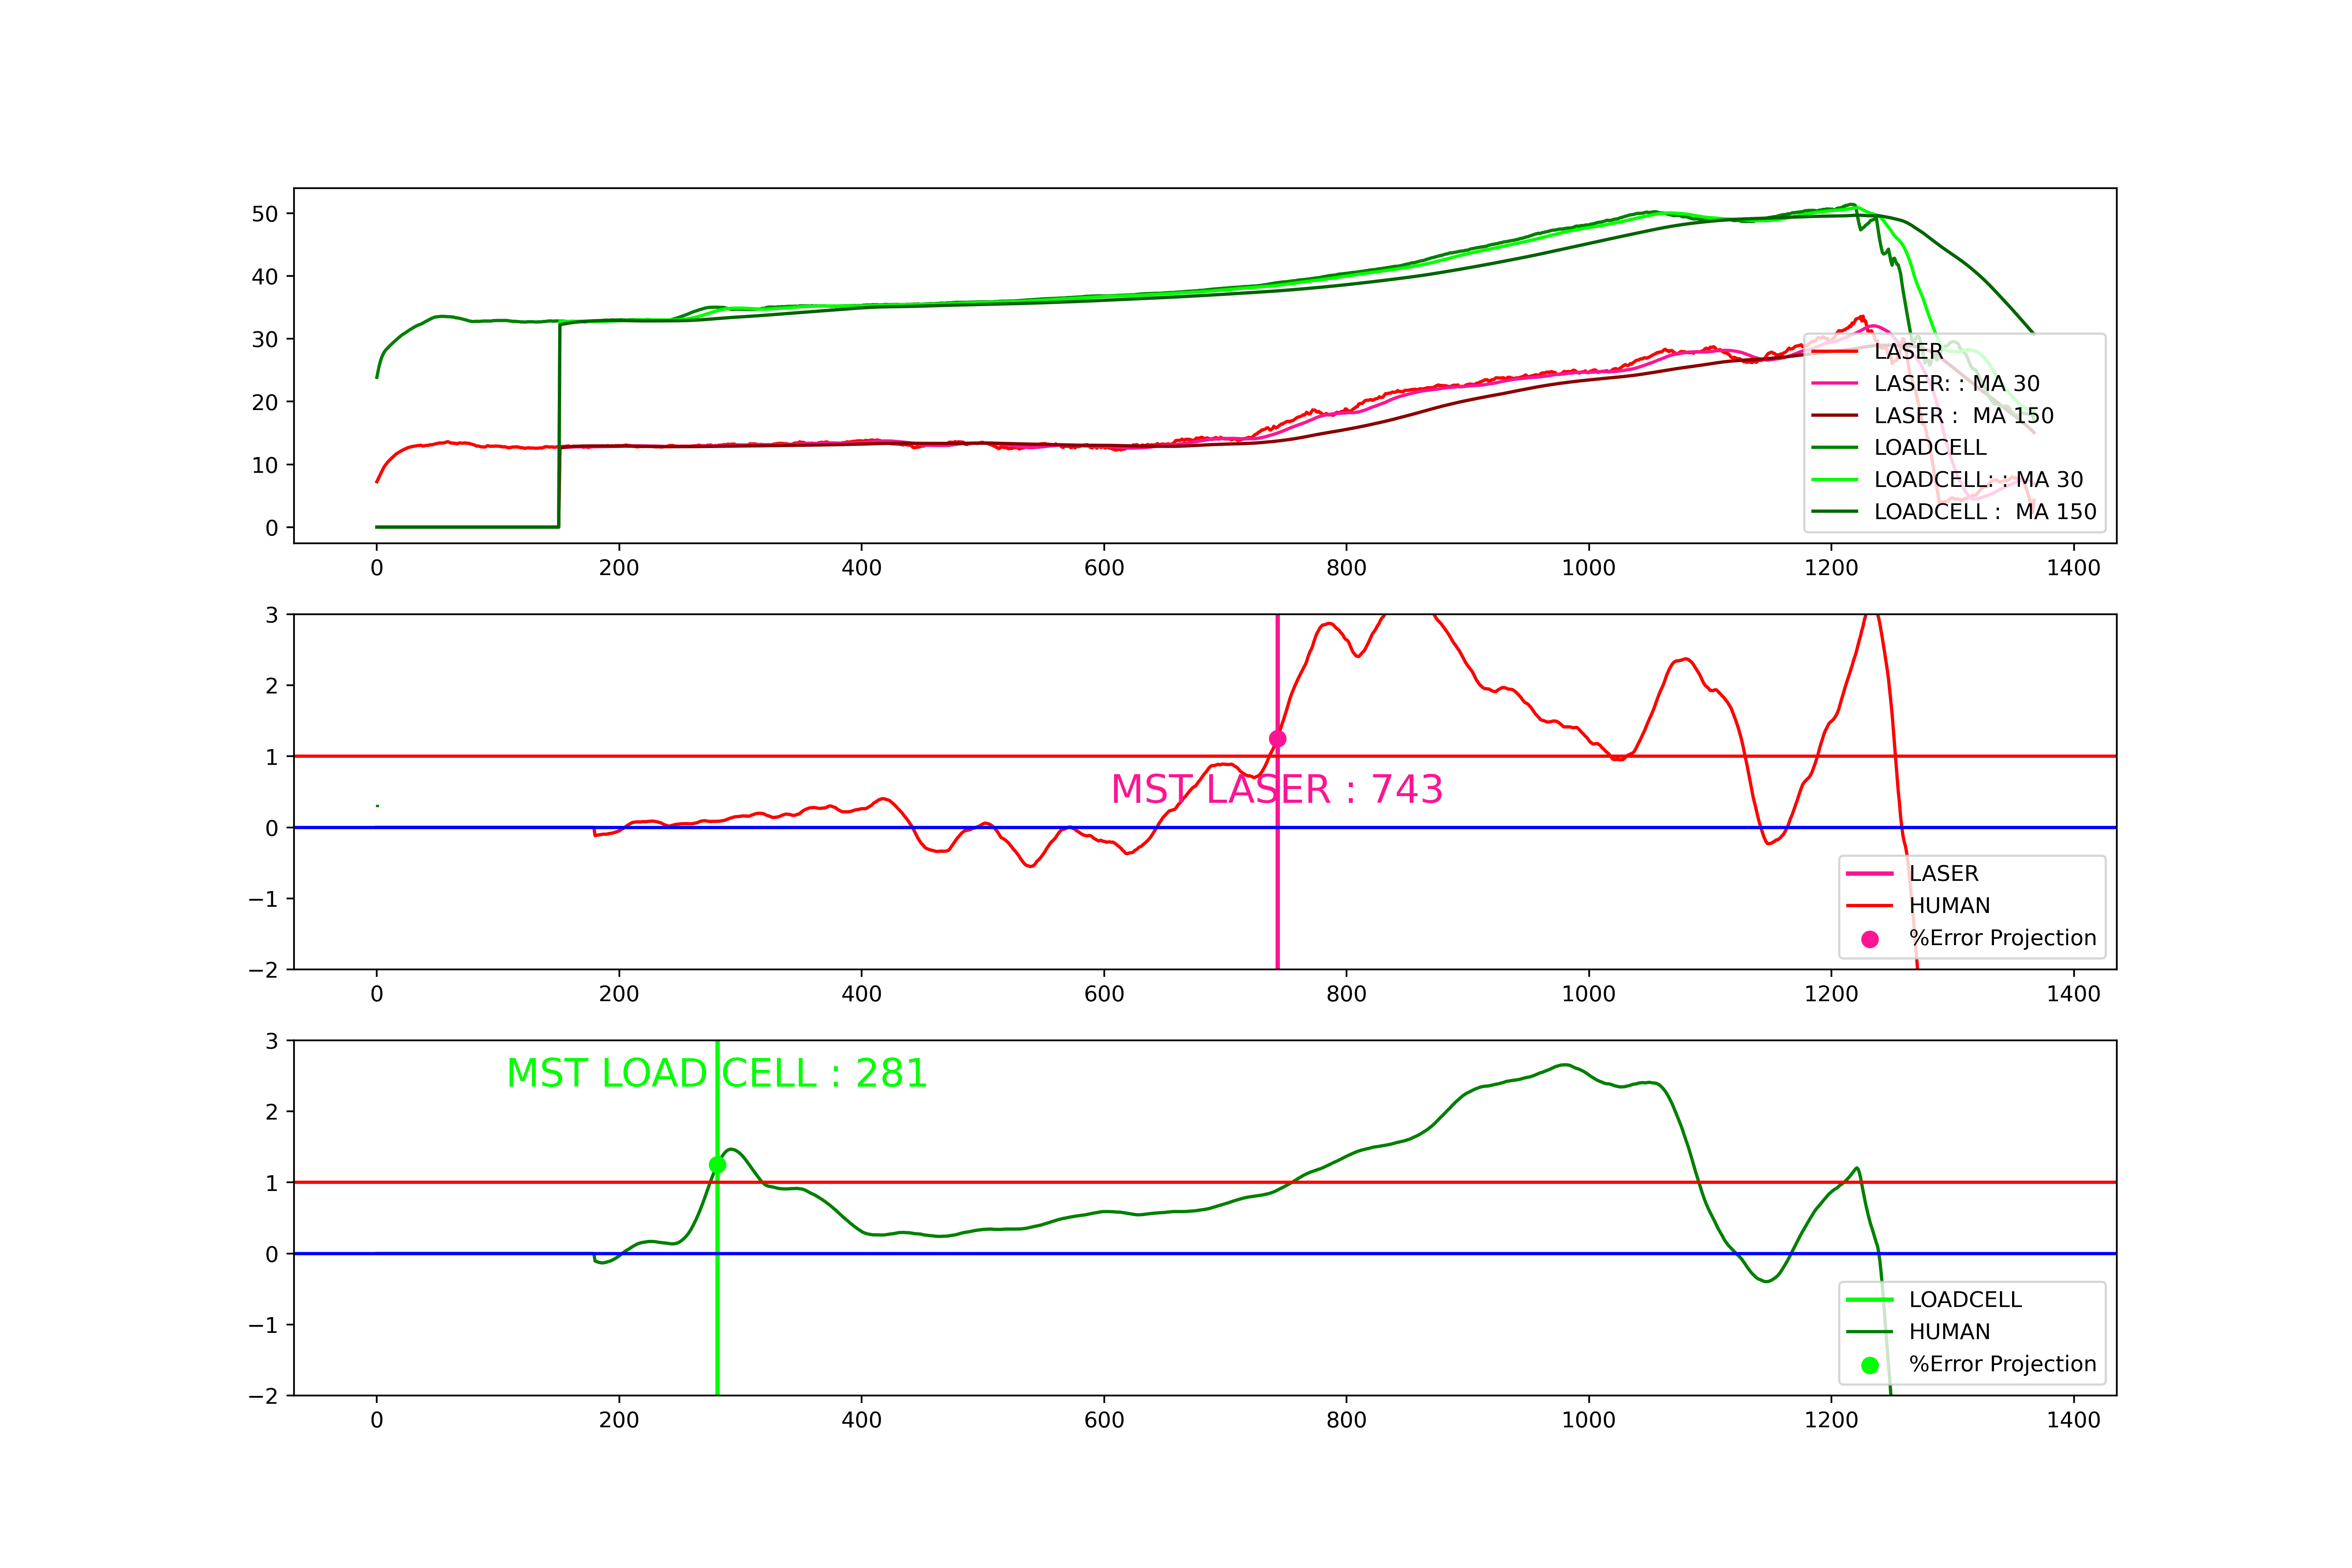 50
40
30
20
10
0
LASER
LASER: : MA 30
LASER :  MA 150
LOADCELL
LOADCELL: : MA 30
LOADCELL :  MA 150
0 200 400 600 800 1000 1200 1400
3
2
1
0
−1
−2
MST LASER : 743
LASER
HUMAN
%Error Projection
0 200 400 600 800 1000 1200 1400
3
2
1
0
−1
−2
MST LOAD CELL : 281
LOADCELL
HUMAN
%Error Projection
0 200 400 600 800 1000 1200 1400